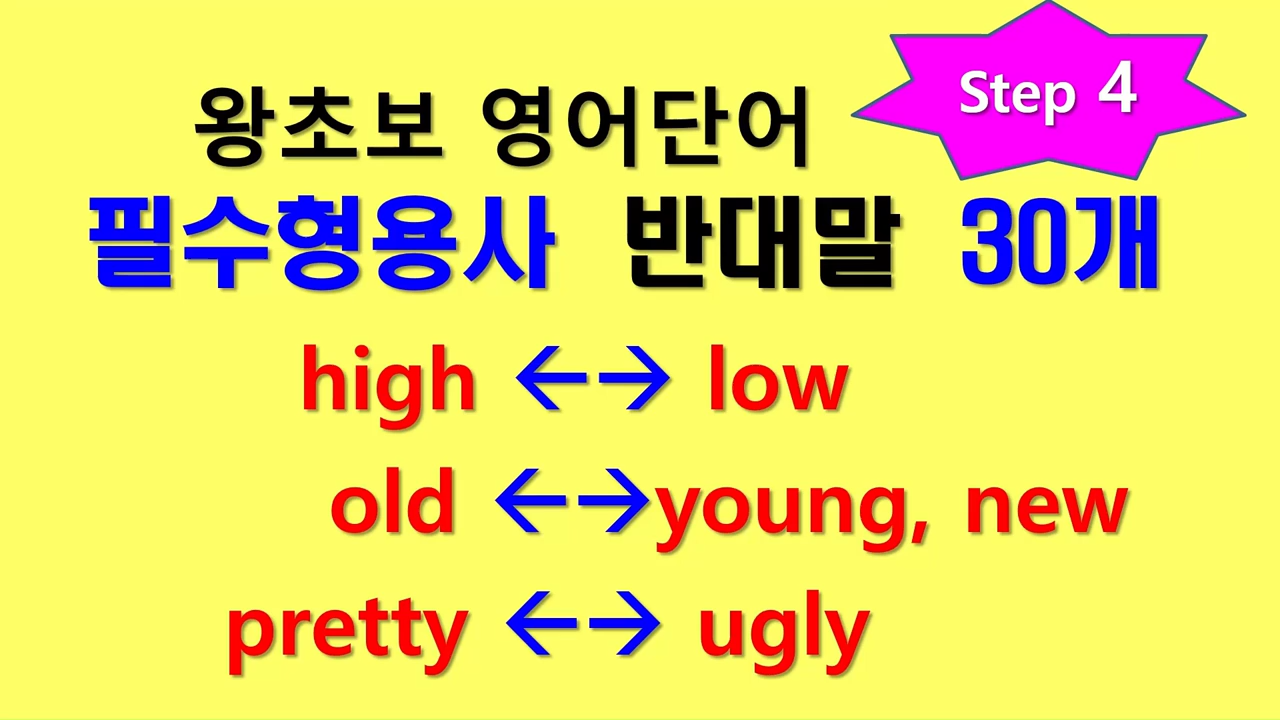 Step 4
왕초보 영어단어
필수형용사 반대말 30개
high ←→ low
old ←→young, new
pretty ←→ ugly